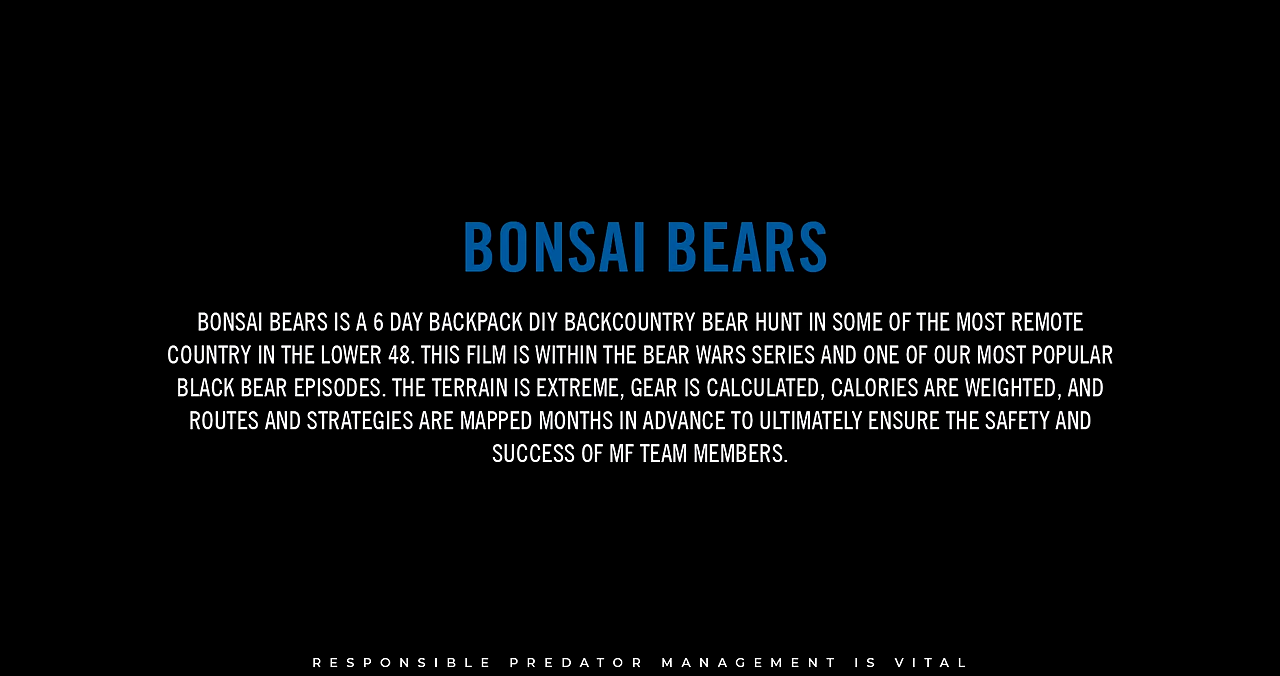 BONSAI BEARS
BONSAI BEARS IS A 6 DAY BACKPACK DIY BACKCOUNTRY BEAR HUNT IN SOME OF THE MOST REMOTE
COUNTRY IN THE LOWER 48. THIS FILM IS WITHIN THE BEAR WARS SERIES AND ONE OF OUR MOST POPULAR
BLACK BEAR EPISODES. THE TERRAIN IS EXTREME, GEAR IS CALCULATED, CALORIES ARE WEIGHTED, AND
ROUTES AND STRATEGIES ARE MAPPED MONTHS IN ADVANCE TO ULTIMATELY ENSURE THE SAFETY AND
SUCCESS OF MF TEAM MEMBERS.
RESPONSIBLE PREDATOR MANAGEMENT IS VITAL